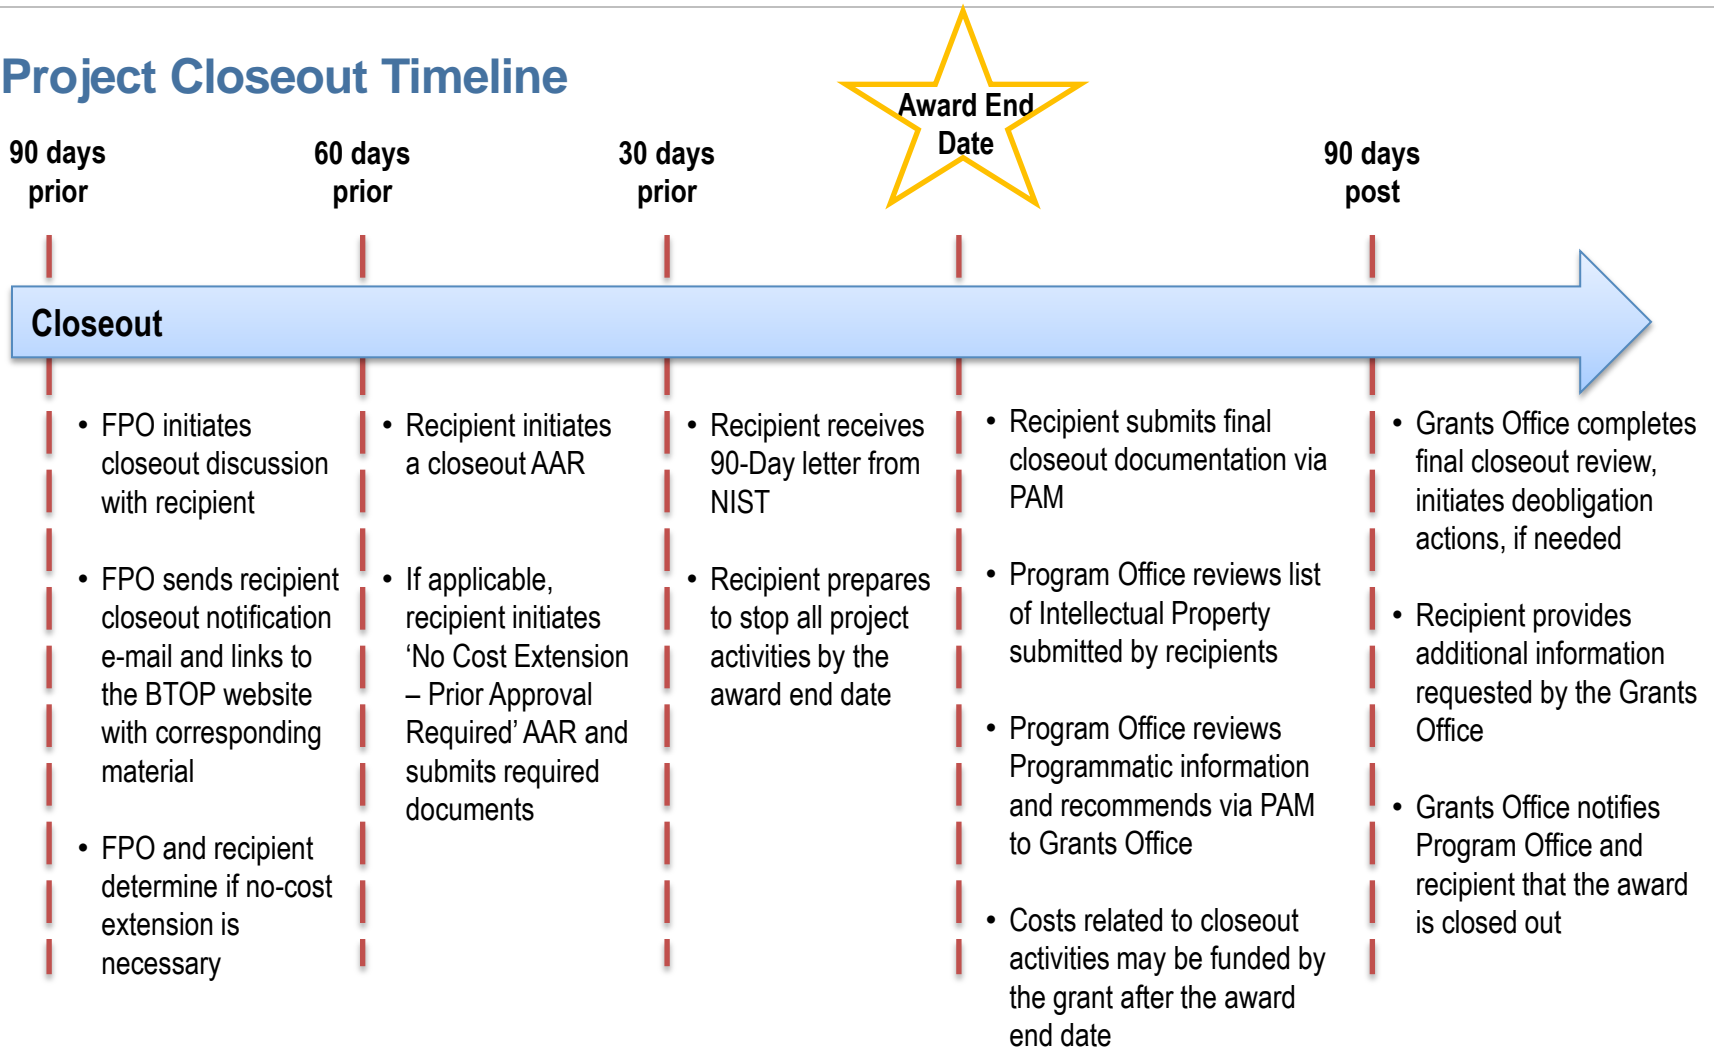 Project Closeout Timeline
Award End
Date
90 days
prior
60 days
prior
30 days
prior
90 days
post
Closeout
• FPO initiates
closeout discussion
with recipient
• FPO sends recipient
closeout notification
e-mail and links to
the BTOP website
with corresponding
material
• FPO and recipient
determine if no-cost
extension is
necessary
• Recipient initiates
a closeout AAR
• If applicable,
recipient initiates
‘No Cost Extension
– Prior Approval
Required’ AAR and
submits required
documents
• Recipient receives
90-Day letter from
NIST
• Recipient prepares
to stop all project
activities by the
award end date
• Recipient submits final
closeout documentation via
PAM
• Program Office reviews list
of Intellectual Property
submitted by recipients
• Program Office reviews
Programmatic information
and recommends via PAM
to Grants Office
• Costs related to closeout
activities may be funded by
the grant after the award
end date
• Grants Office completes
final closeout review,
initiates deobligation
actions, if needed
• Recipient provides
additional information
requested by the Grants
Office
• Grants Office notifies
Program Office and
recipient that the award
is closed out